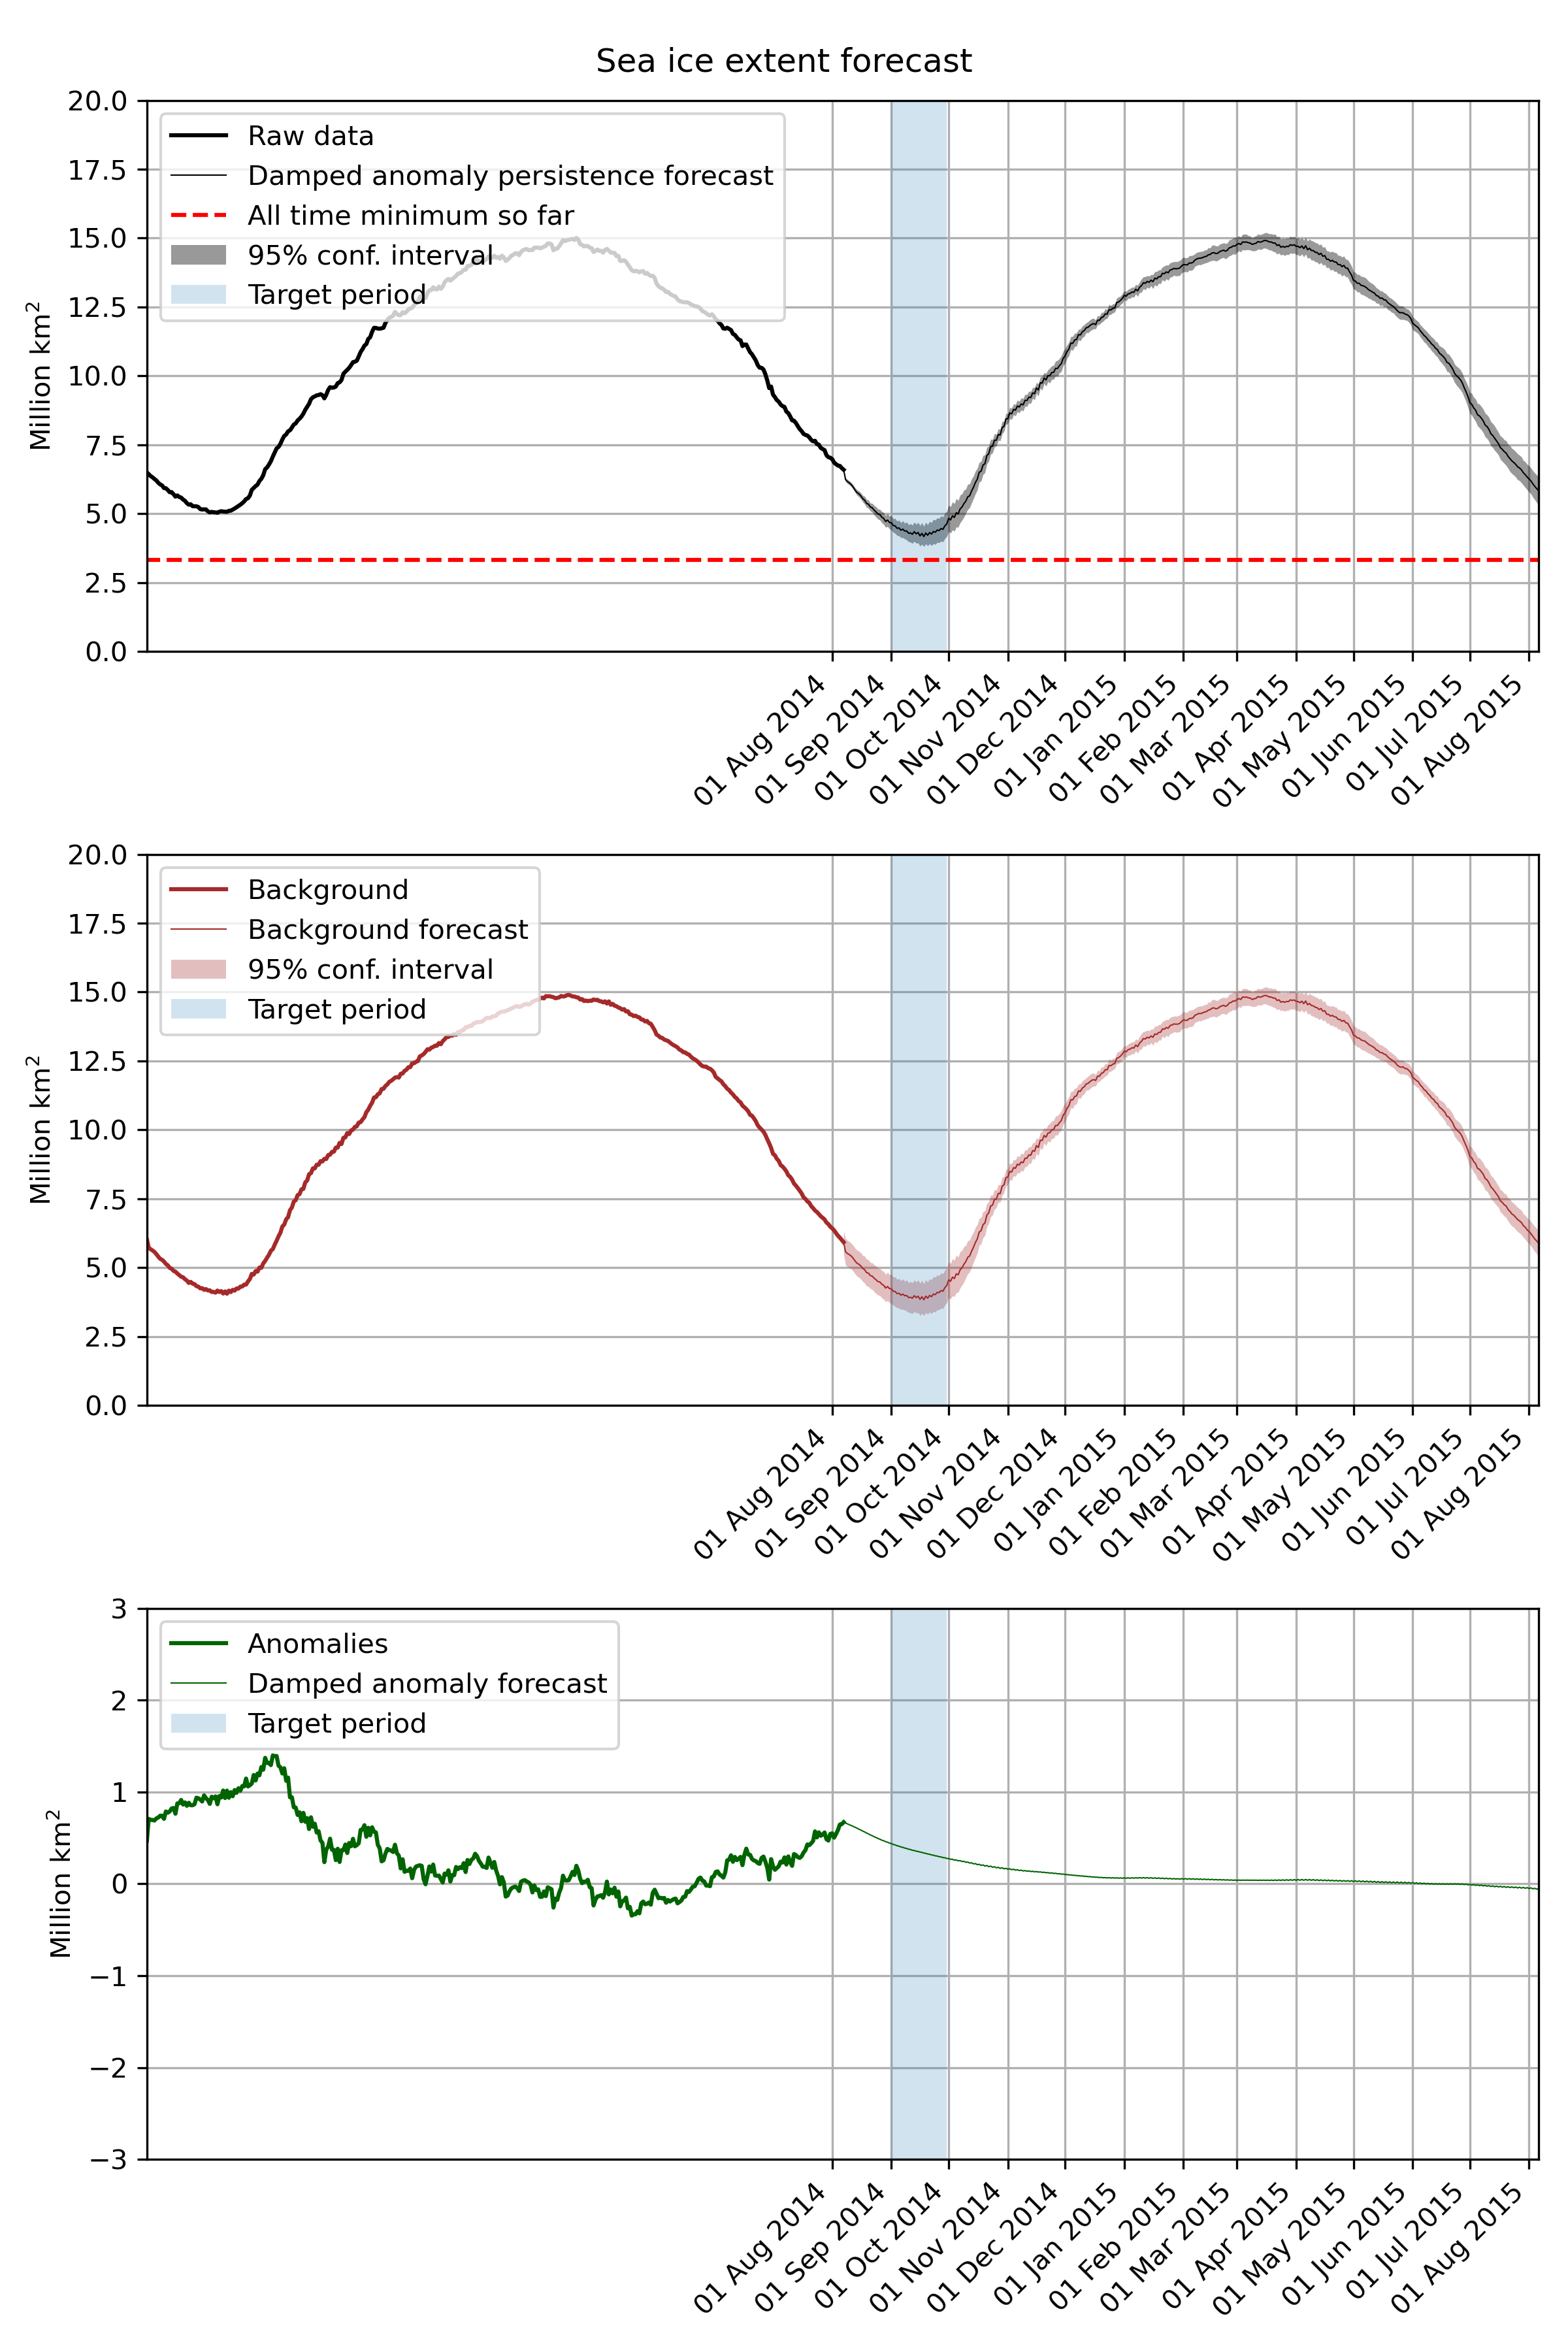 Sea ice extent forecast
20.0
17.5
15.0
12.5
10.0
7.5
5.0
2.5
0.0
Million km²
Raw data
Damped anomaly persistence forecast
All time minimum so far
95% conf. interval
Target period
01 Aug 2014
01 Sep 2014
01 Oct 2014
01 Nov 2014
01 Dec 2014
01 Jan 2015
01 Feb 2015
01 Mar 2015
01 Apr 2015
01 May 2015
01 Jun 2015
01 Jul 2015
01 Aug 2015
20.0
17.5
15.0
12.5
10.0
7.5
5.0
2.5
0.0
Million km²
Background
Background forecast
95% conf. interval
Target period
01 Aug 2014
01 Sep 2014
01 Oct 2014
01 Nov 2014
01 Dec 2014
01 Jan 2015
01 Feb 2015
01 Mar 2015
01 Apr 2015
01 May 2015
01 Jun 2015
01 Jul 2015
01 Aug 2015
3
2
1
0
−1
−2
−3
Million km²
Anomalies
Damped anomaly forecast
Target period
01 Aug 2014
01 Sep 2014
01 Oct 2014
01 Nov 2014
01 Dec 2014
01 Jan 2015
01 Feb 2015
01 Mar 2015
01 Apr 2015
01 May 2015
01 Jun 2015
01 Jul 2015
01 Aug 2015